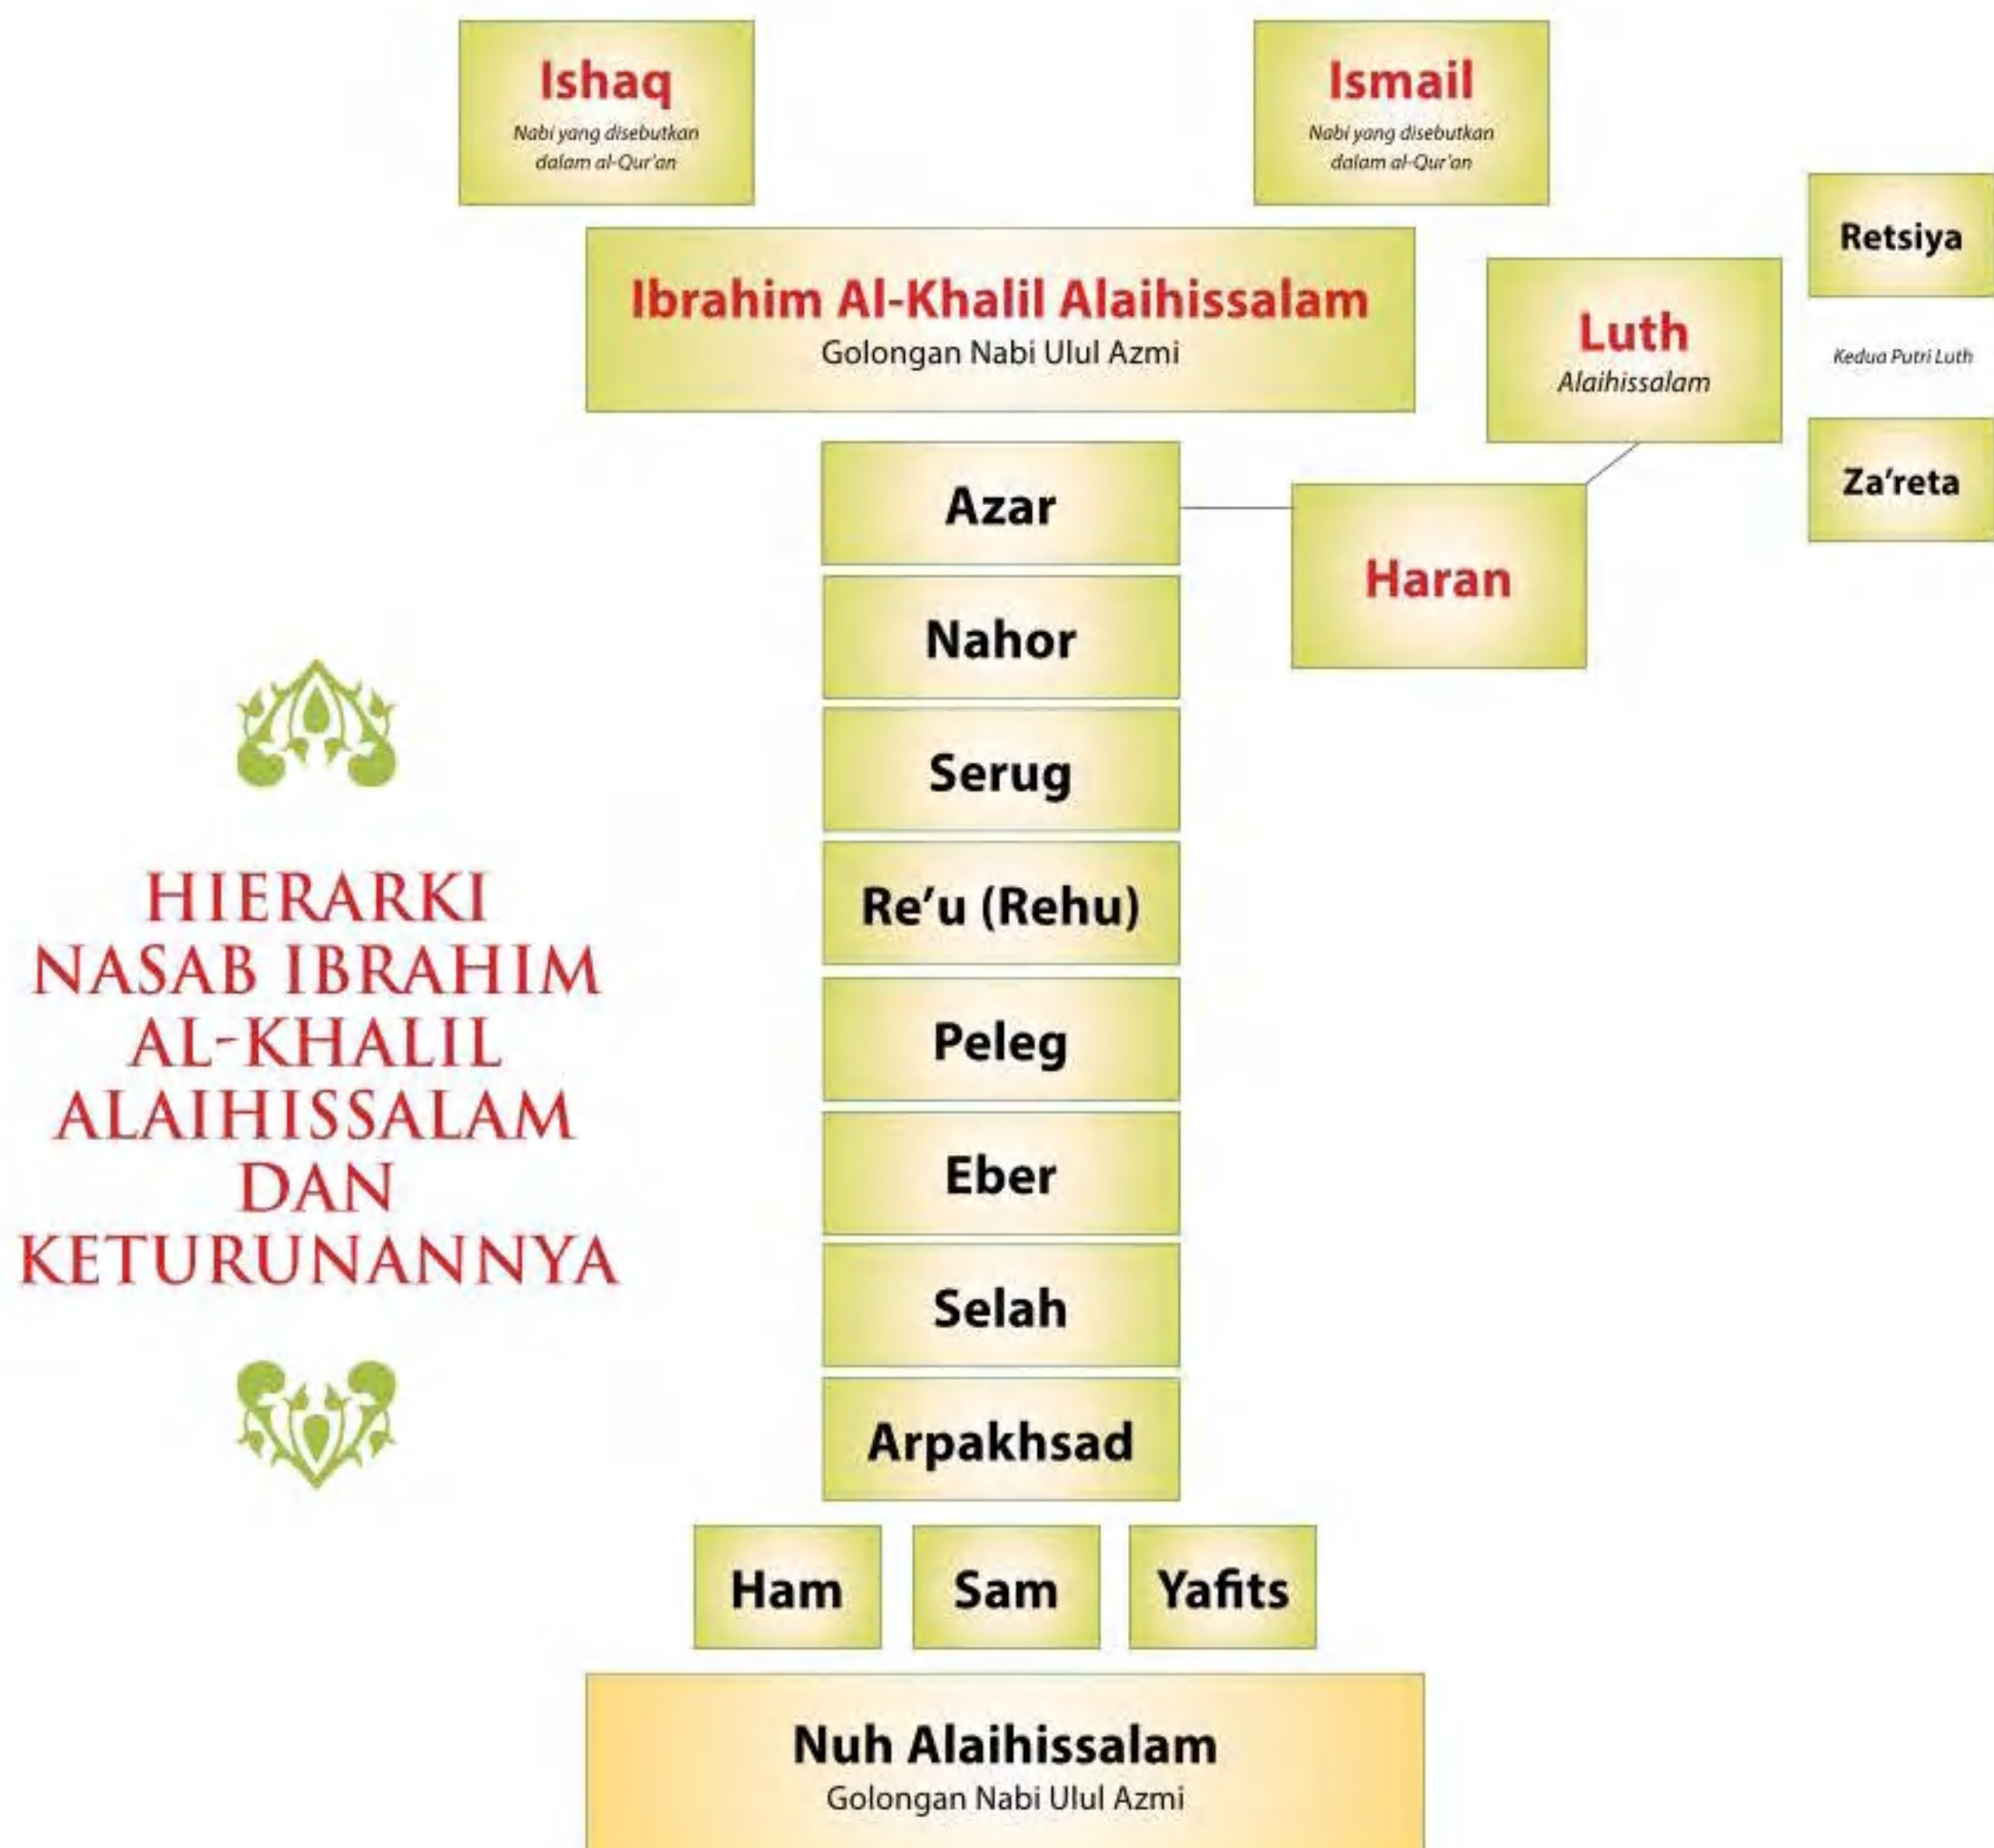 Ishaq
Nabi yang disebutkan
dalam al-Qur'an
Ismail
Nabi yang disebutkan
dalam al-Qur'an
Ibrahim Al-Khalil Alaihissalam
Golongan Nabi Ulul Azmi
Luth
Alaihissalam
Retsiya
Kedua Putri Luth
Za'reta
Azar
Haran
Nahor
Serug
Re'u (Rehu)
Peleg
Eber
Selah
Arpakhsad
Ham
Sam
Yafits
Nuh Alaihissalam
Golongan Nabi Ulul Azmi
HIERARKI
NASAB IBRAHIM
AL-KHALIL
ALAIHISSALAM
DAN
KETURUNANNYA